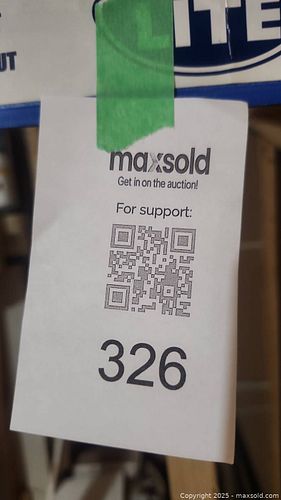 LITE
UT
maxsold
Get in on the auction!
For support:
326
Copyright 2025 - maxsold.com